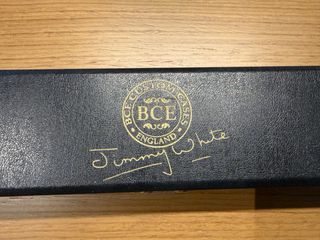 BCE CUSTOM CASES
BCE
ENGLAND
Jimmy White